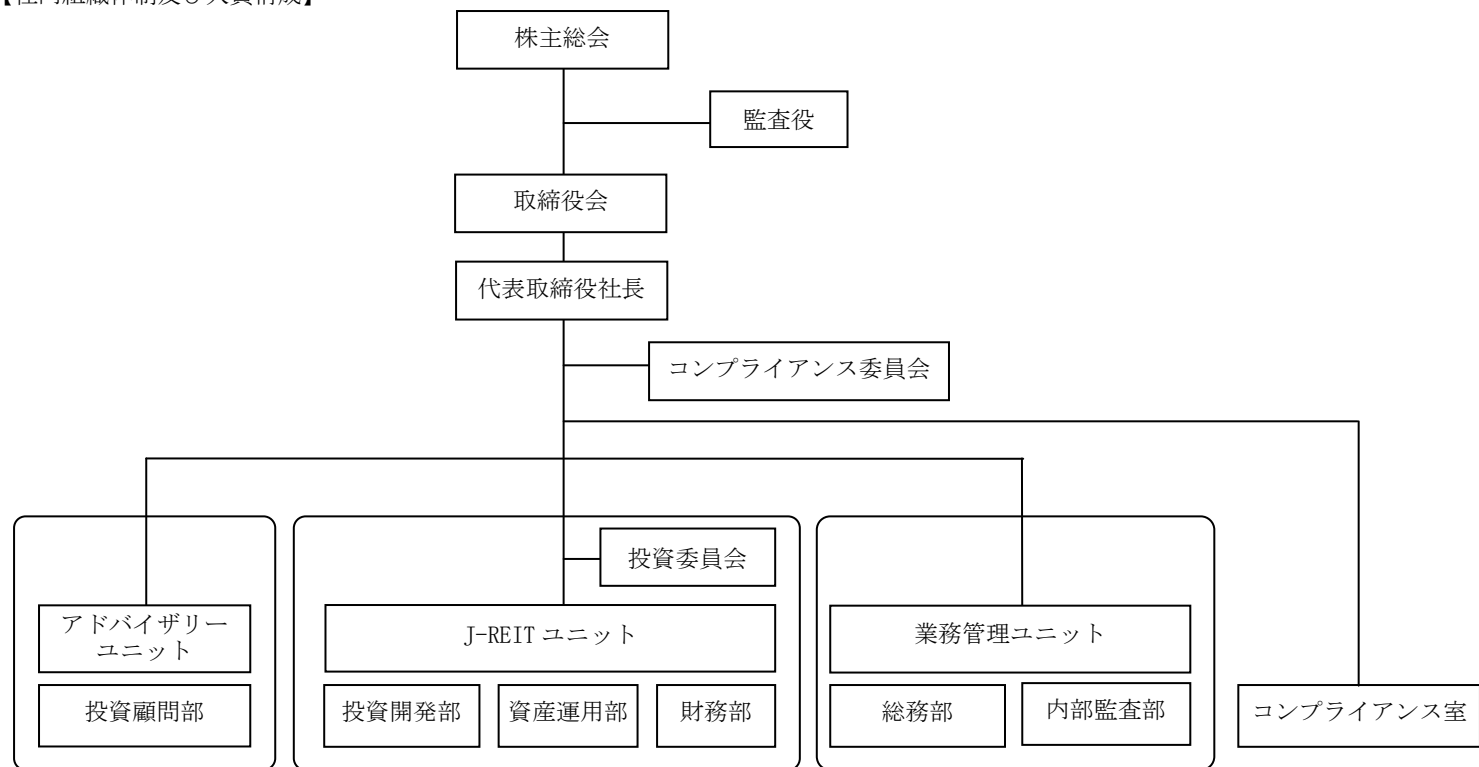 【社内組織体制及び人員構成】
株主総会
監査役
取締役会
代表取締役社長
コンプライアンス委員会
投資委員会
アドバイザリー
ユニット
J-REIT ユニット
業務管理ユニット
投資顧問部
投資開発部
資産運用部
財務部
総務部
内部監査部
コンプライアンス室